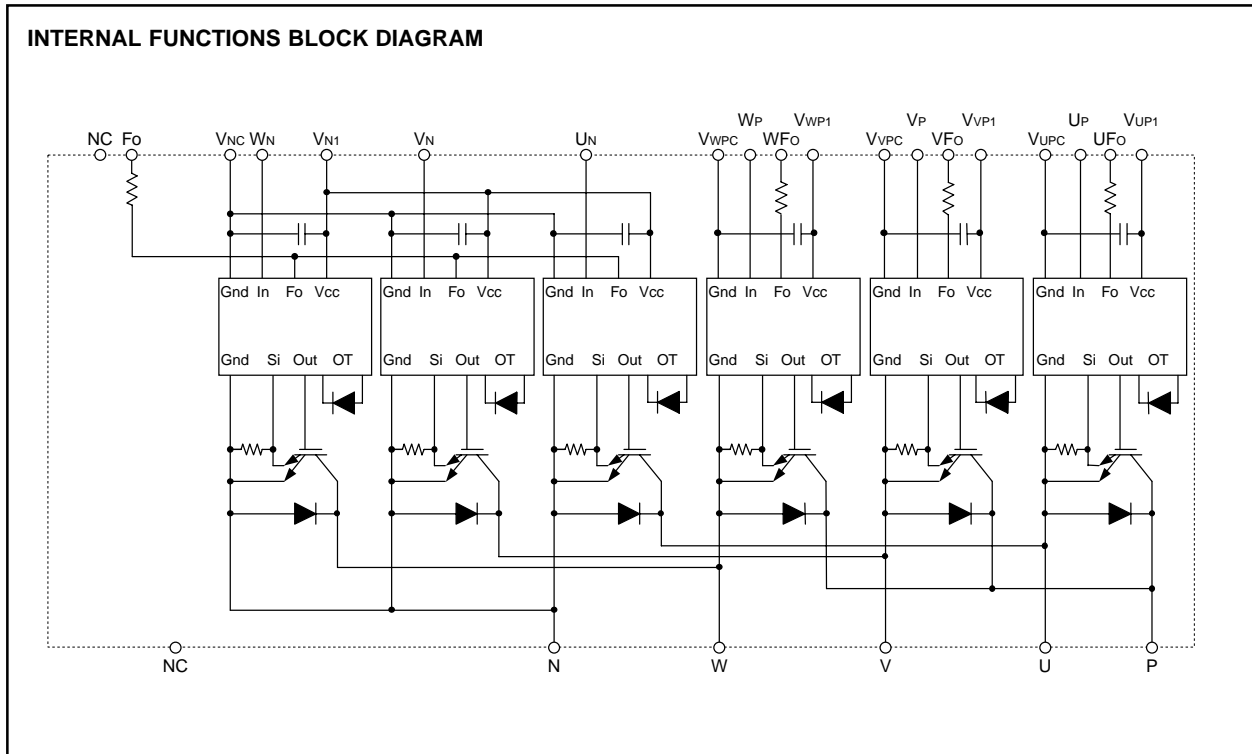 INTERNAL FUNCTIONS BLOCK DIAGRAM
WP VWP1 VP VVP1 UP VUP1
NC FO VNC WN VN1 VN UN VWPC WFO VVPC VFO VUPC UFO
Gnd In Fo Vcc Gnd In Fo Vcc Gnd In Fo Vcc Gnd In Fo Vcc Gnd In Fo Vcc Gnd In Fo Vcc
Gnd Si Out OT Gnd Si Out OT Gnd Si Out OT Gnd Si Out OT Gnd Si Out OT Gnd Si Out OT
NC N W V U P